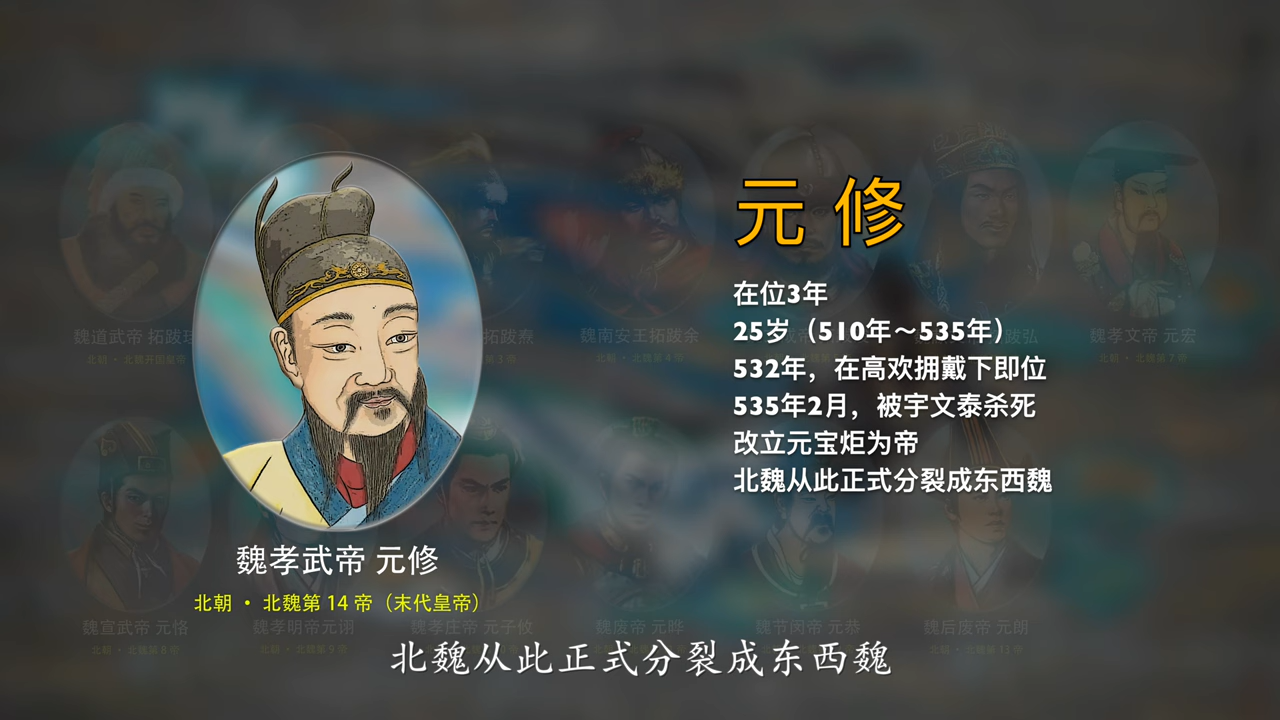 元修
在位3年
25岁（510年～535年）
532年，在高欢拥戴下即位
535年2月，被宇文泰杀死
改立元宝炬为帝
北魏从此正式分裂成东西魏
魏孝武帝 元修
北朝 · 北魏第 14 帝（末代皇帝）
魏道武帝 拓跋
拓跋焘
魏南安王拓跋余
魏孝文帝 元宏
魏宣武帝 元恪
魏孝明帝元诩
魏孝庄帝 元子攸
魏废帝 元晔
魏节闵帝 元恭
魏后废帝 元朗
北魏从此正式分裂成东西魏